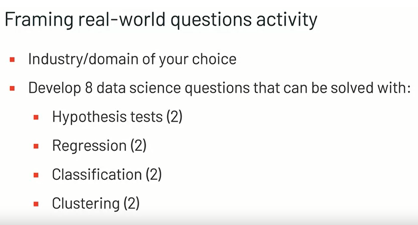 Framing real-world questions activity
Industry/domain of your choice
Develop 8 data science questions that can be solved with:
Hypothesis tests (2)
Regression (2)
Classification (2)
Clustering (2)